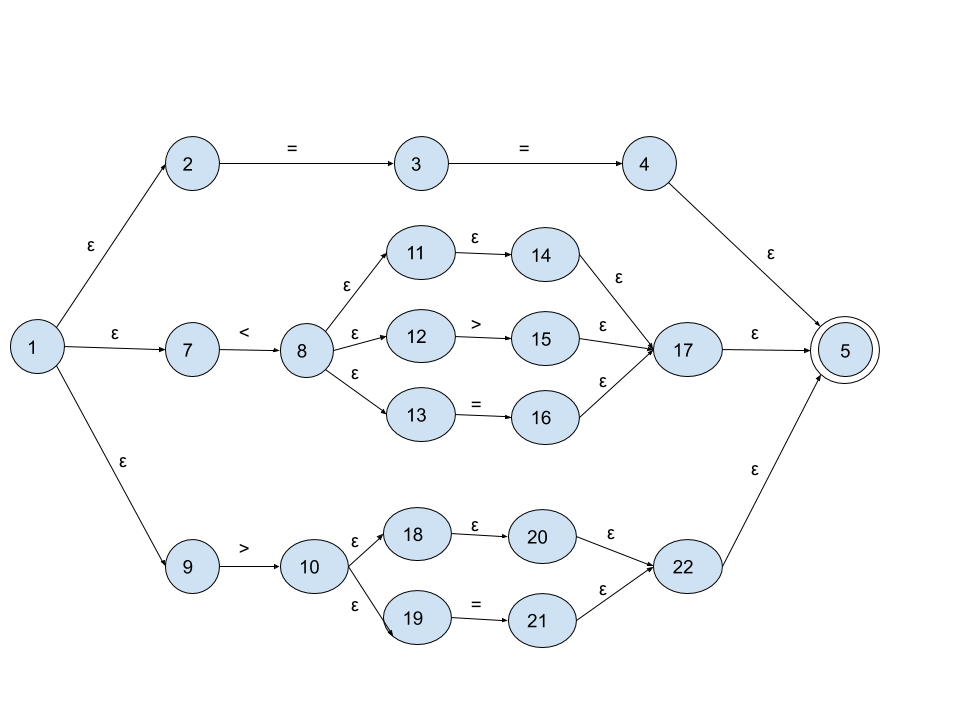 = =
2 3 4
ε ε
11 ε 14
ε ε
1 ε 7 < 8 ε 12 > 15 ε 17 ε 5
ε 13 = 16 ε
ε ε
9 > 10 ε 18 ε 20 ε 22
ε 19 = 21 ε